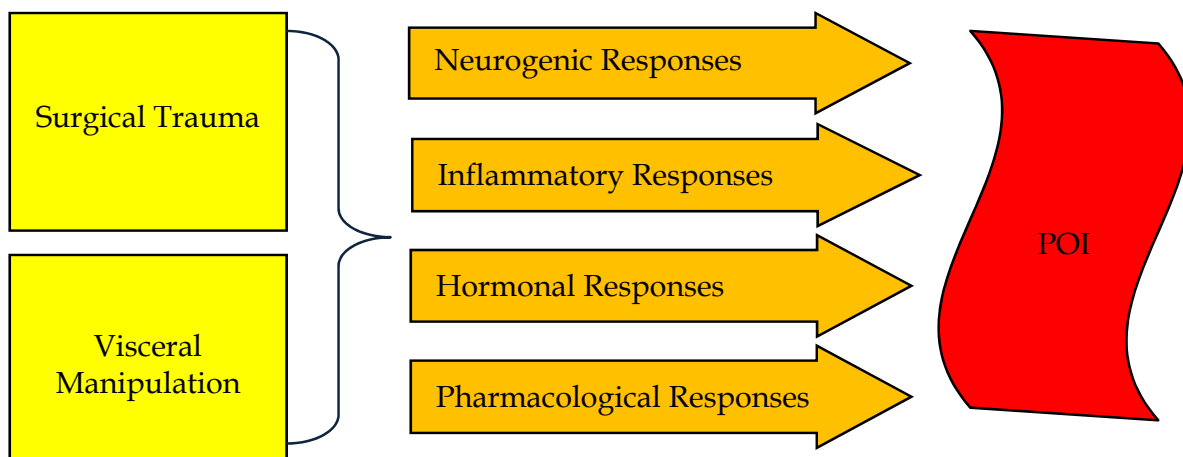 Surgical Trauma
Visceral
Manipulation
Neurogenic Responses
Inflammatory Responses
Hormonal Responses
Pharmacological Responses
POI